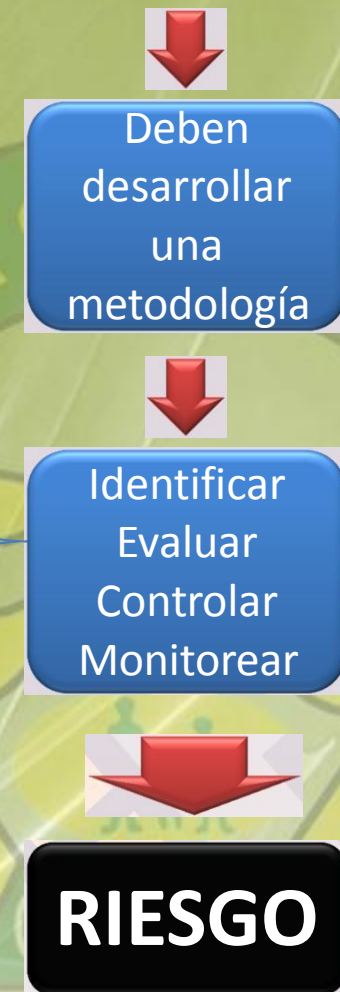 Deben
desarrollar
una
metodología
Identificar
Evaluar
Controlar
Monitorear
RIESGO